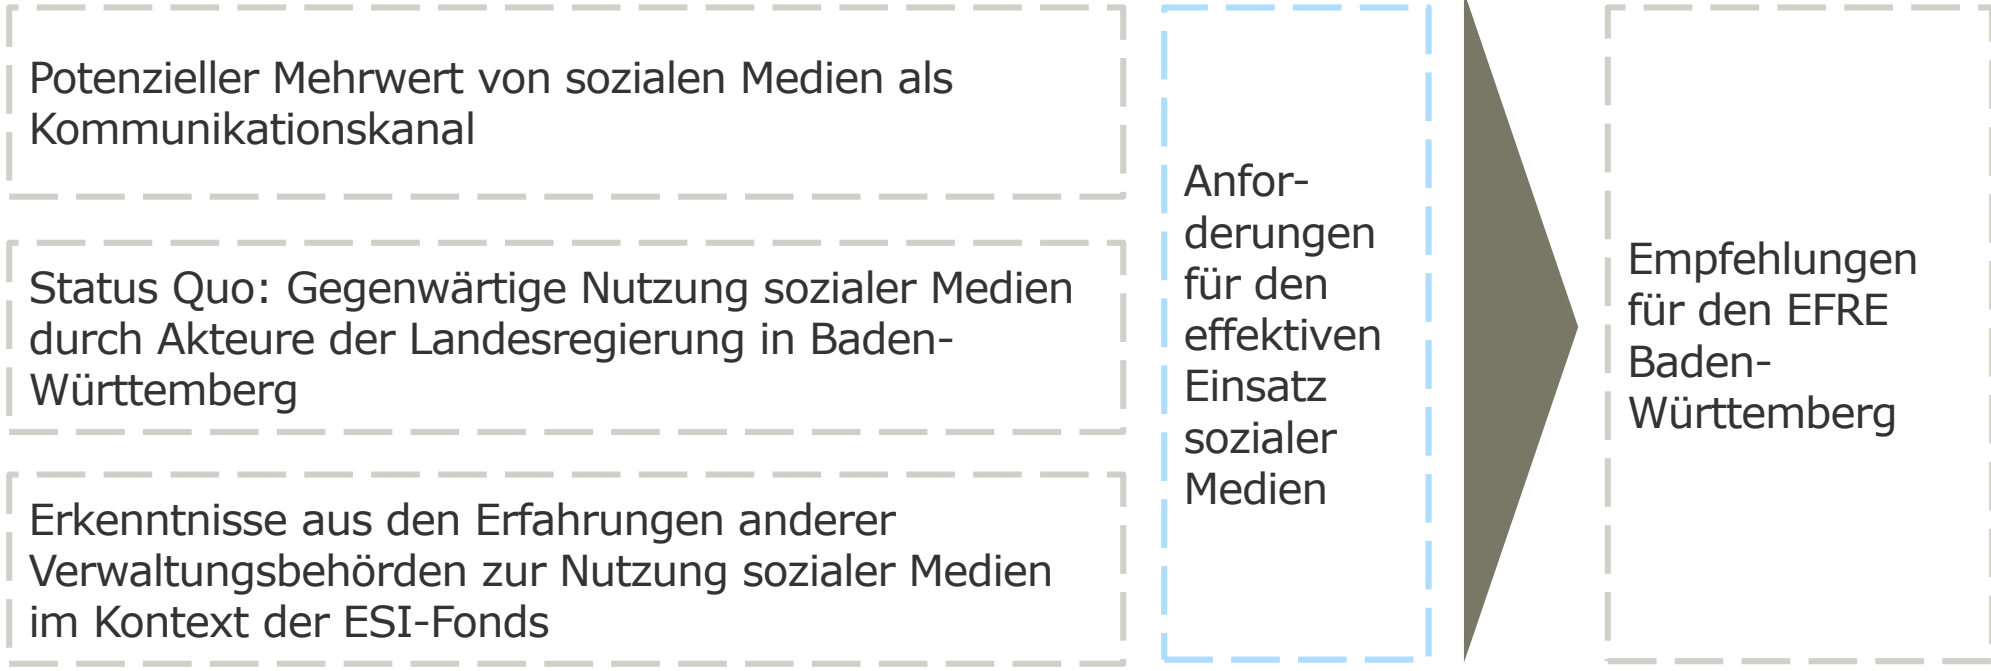 Potenzieller Mehrwert von sozialen Medien als
Kommunikationskanal
Status Quo: Gegenwärtige Nutzung sozialer Medien
durch Akteure der Landesregierung in Baden-
Württemberg
Erkenntnisse aus den Erfahrungen anderer
Verwaltungsbehörden zur Nutzung sozialer Medien
im Kontext der ESI-Fonds
Anfor-
derungen
für den
effektiven
Einsatz
sozialer
Medien
Empfehlungen
für den EFRE
Baden-
Württemberg